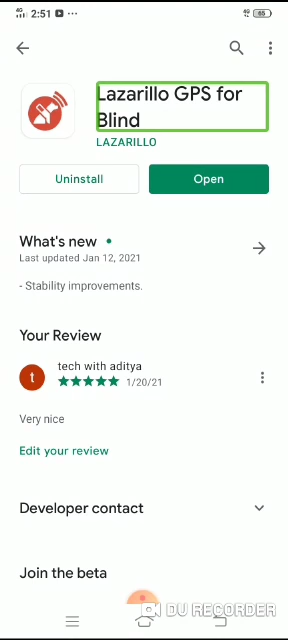 4G 2:51 ...
4G 65
Lazarillo GPS for
Blind
LAZARILLO
Uninstall
Open
What's new
Last updated Jan 12, 2021
- Stability improvements.
Your Review
t
tech with aditya
1/20/21
Very nice
Edit your review
Developer contact
Join the beta
DU RECORDER